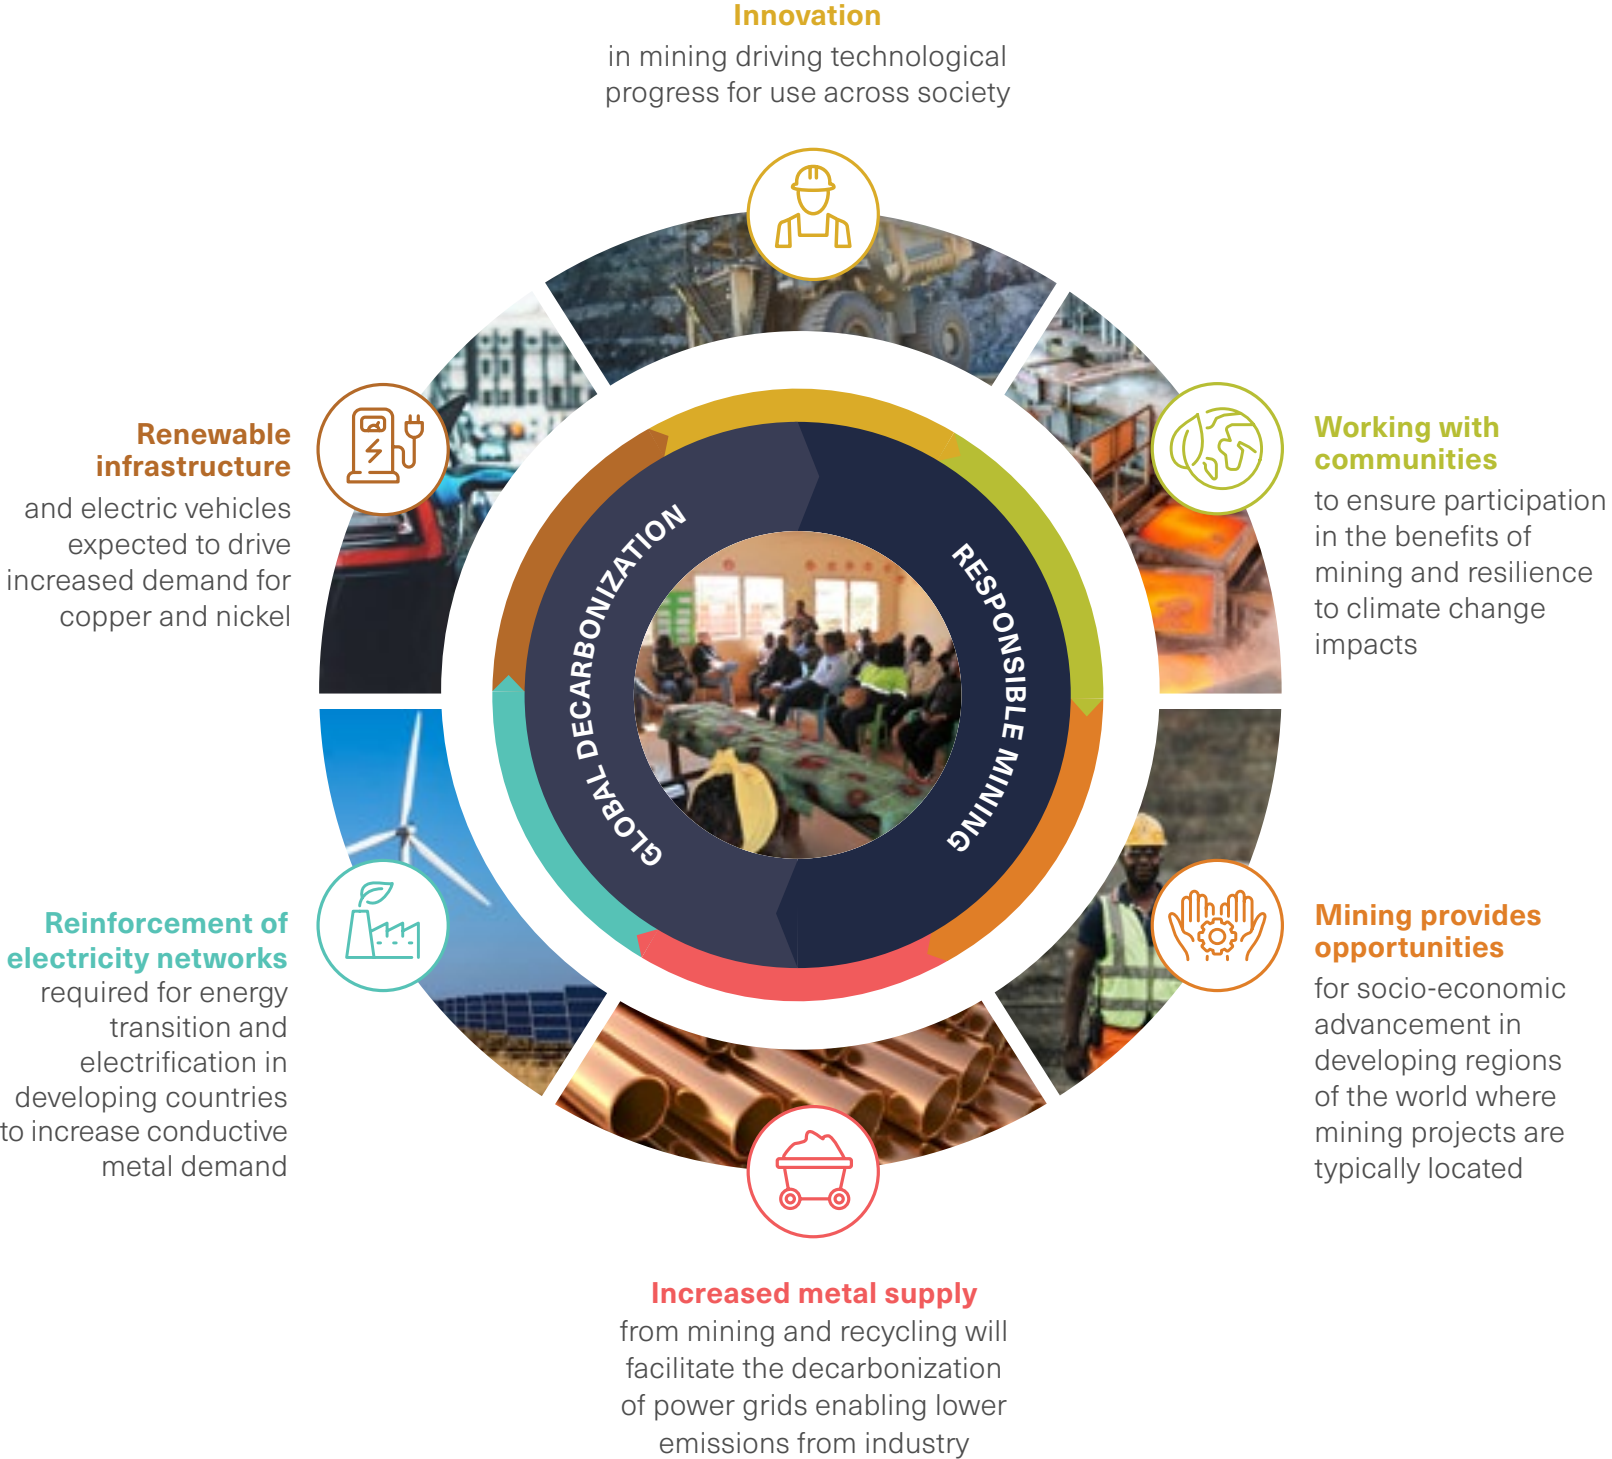 Innovation
in mining driving technological
progress for use across society
Working with
communities
to ensure participation
in the benefits of
mining and resilience
to climate change
impacts
Mining provides
opportunities
for socio-economic
advancement in
developing regions
of the world where
mining projects are
typically located
Increased metal supply
from mining and recycling will
facilitate the decarbonization
of power grids enabling lower
emissions from industry
Reinforcement of
electricity networks
required for energy
transition and
electrification in
developing countries
to increase conductive
metal demand
Renewable
infrastructure
and electric vehicles
expected to drive
increased demand for
copper and nickel
GLOBAL DECARBONIZATION
RESPONSIBLE MINING